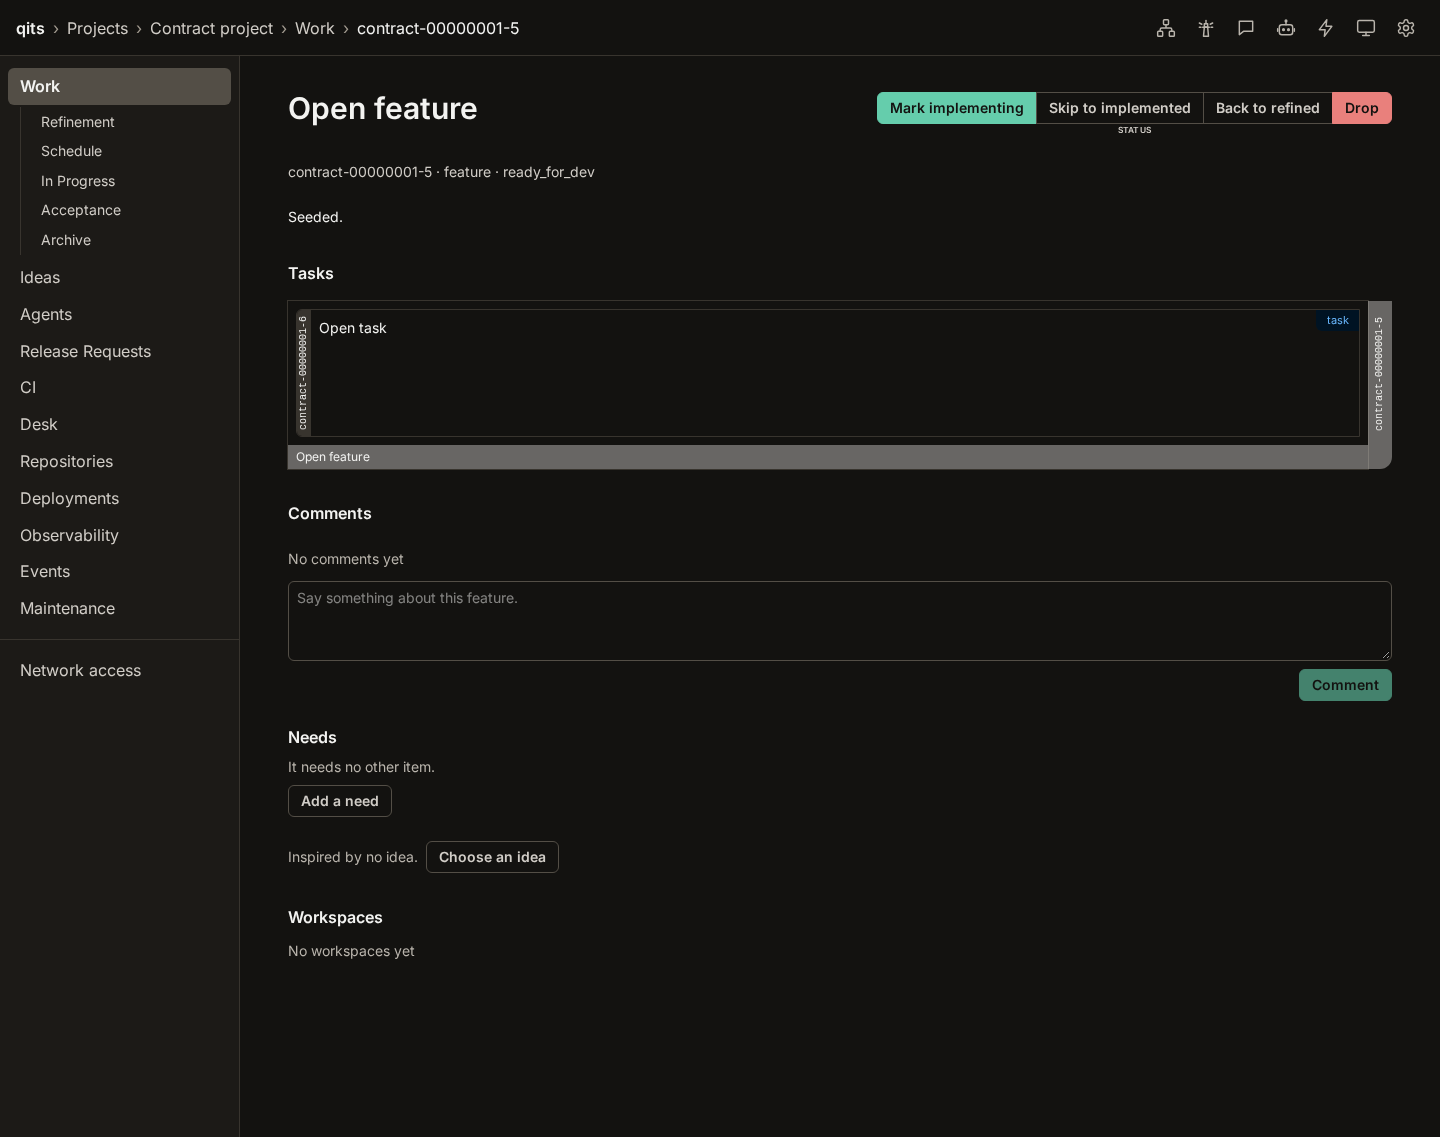 qits › Projects › Contract project › Work › contract-00000001-5
Work
Refinement
Schedule
In Progress
Acceptance
Archive
Ideas
Agents
Release Requests
CI
Desk
Repositories
Deployments
Observability
Events
Maintenance
Network access
Open feature
Mark implementing
Skip to implemented
Back to refined
Drop
STATUS
contract-00000001-5 · feature · ready_for_dev
Seeded.
Tasks
contract-00000001-6
Open task
task
contract-00000001-5
Open feature
Comments
No comments yet
Say something about this feature.
Comment
Needs
It needs no other item.
Add a need
Inspired by no idea.
Choose an idea
Workspaces
No workspaces yet